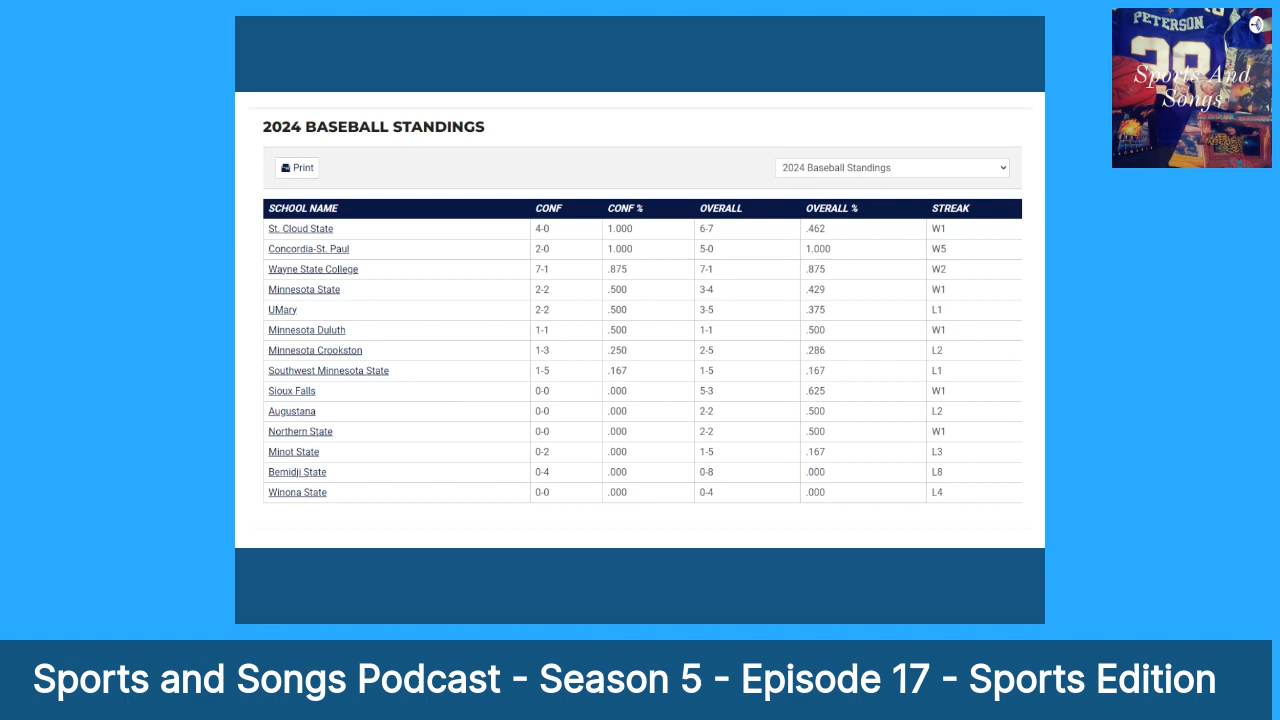 PETERSON
28
Sports And
Songs
2024 BASEBALL STANDINGS
Print
2024 Baseball Standings
SCHOOL NAME CONF CONF % OVERALL OVERALL % STREAK
St. Cloud State 4-0 1.000 6-7 .462 W1
Concordia-St. Paul 2-0 1.000 5-0 1.000 W5
Wayne State College 7-1 .875 7-1 .875 W2
Minnesota State 2-2 .500 3-4 .429 W1
UMary 2-2 .500 3-5 .375 L1
Minnesota Duluth 1-1 .500 1-1 .500 W1
Minnesota Crookston 1-3 .250 2-5 .286 L2
Southwest Minnesota State 1-5 .167 1-5 .167 L1
Sioux Falls 0-0 .000 5-3 .625 W1
Augustana 0-0 .000 2-2 .500 L2
Northern State 0-0 .000 2-2 .500 W1
Minot State 0-2 .000 1-5 .167 L3
Bemidji State 0-4 .000 0-8 .000 L8
Winona State 0-0 .000 0-4 .000 L4
Sports and Songs Podcast - Season 5 - Episode 17 - Sports Edition